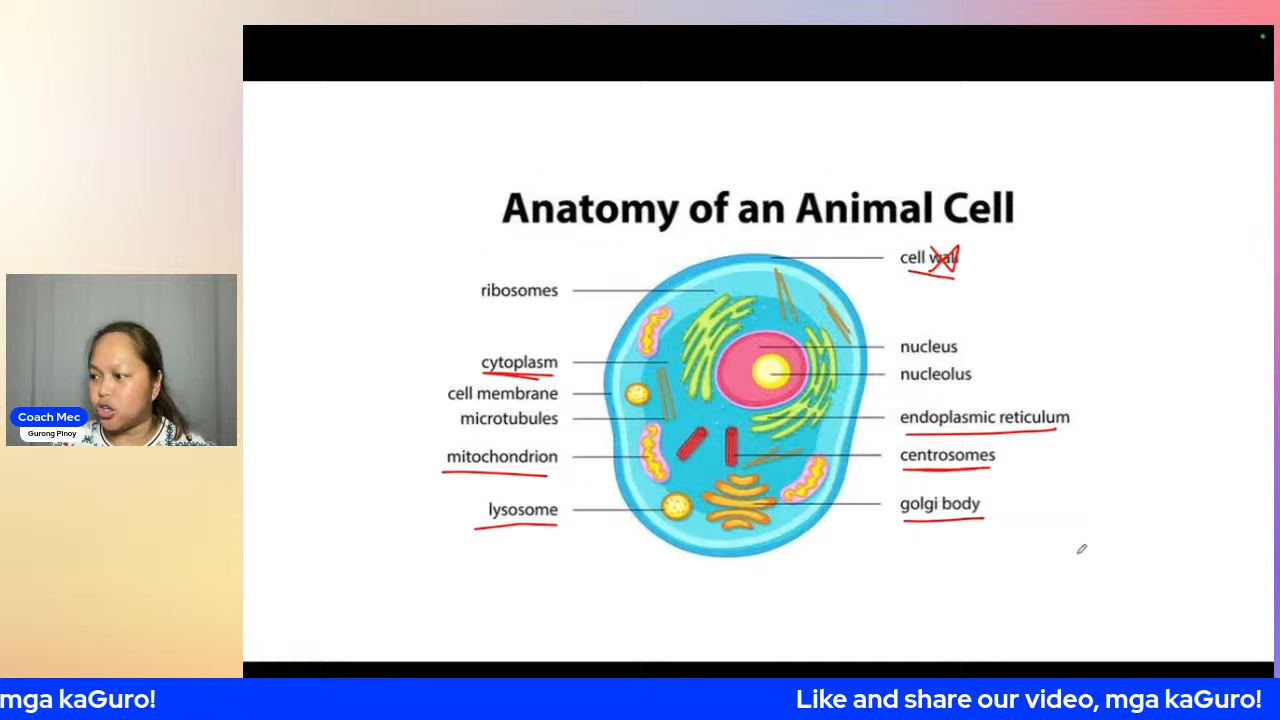 Anatomy of an Animal Cell
cell wall
ribosomes
nucleus
cytoplasm
nucleolus
cell membrane
microtubules
endoplasmic reticulum
mitochondrion
centrosomes
lysosome
golgi body
Coach Mec
Gurong Pinoy
mga kaGuro!
Like and share our video, mga kaGuro!